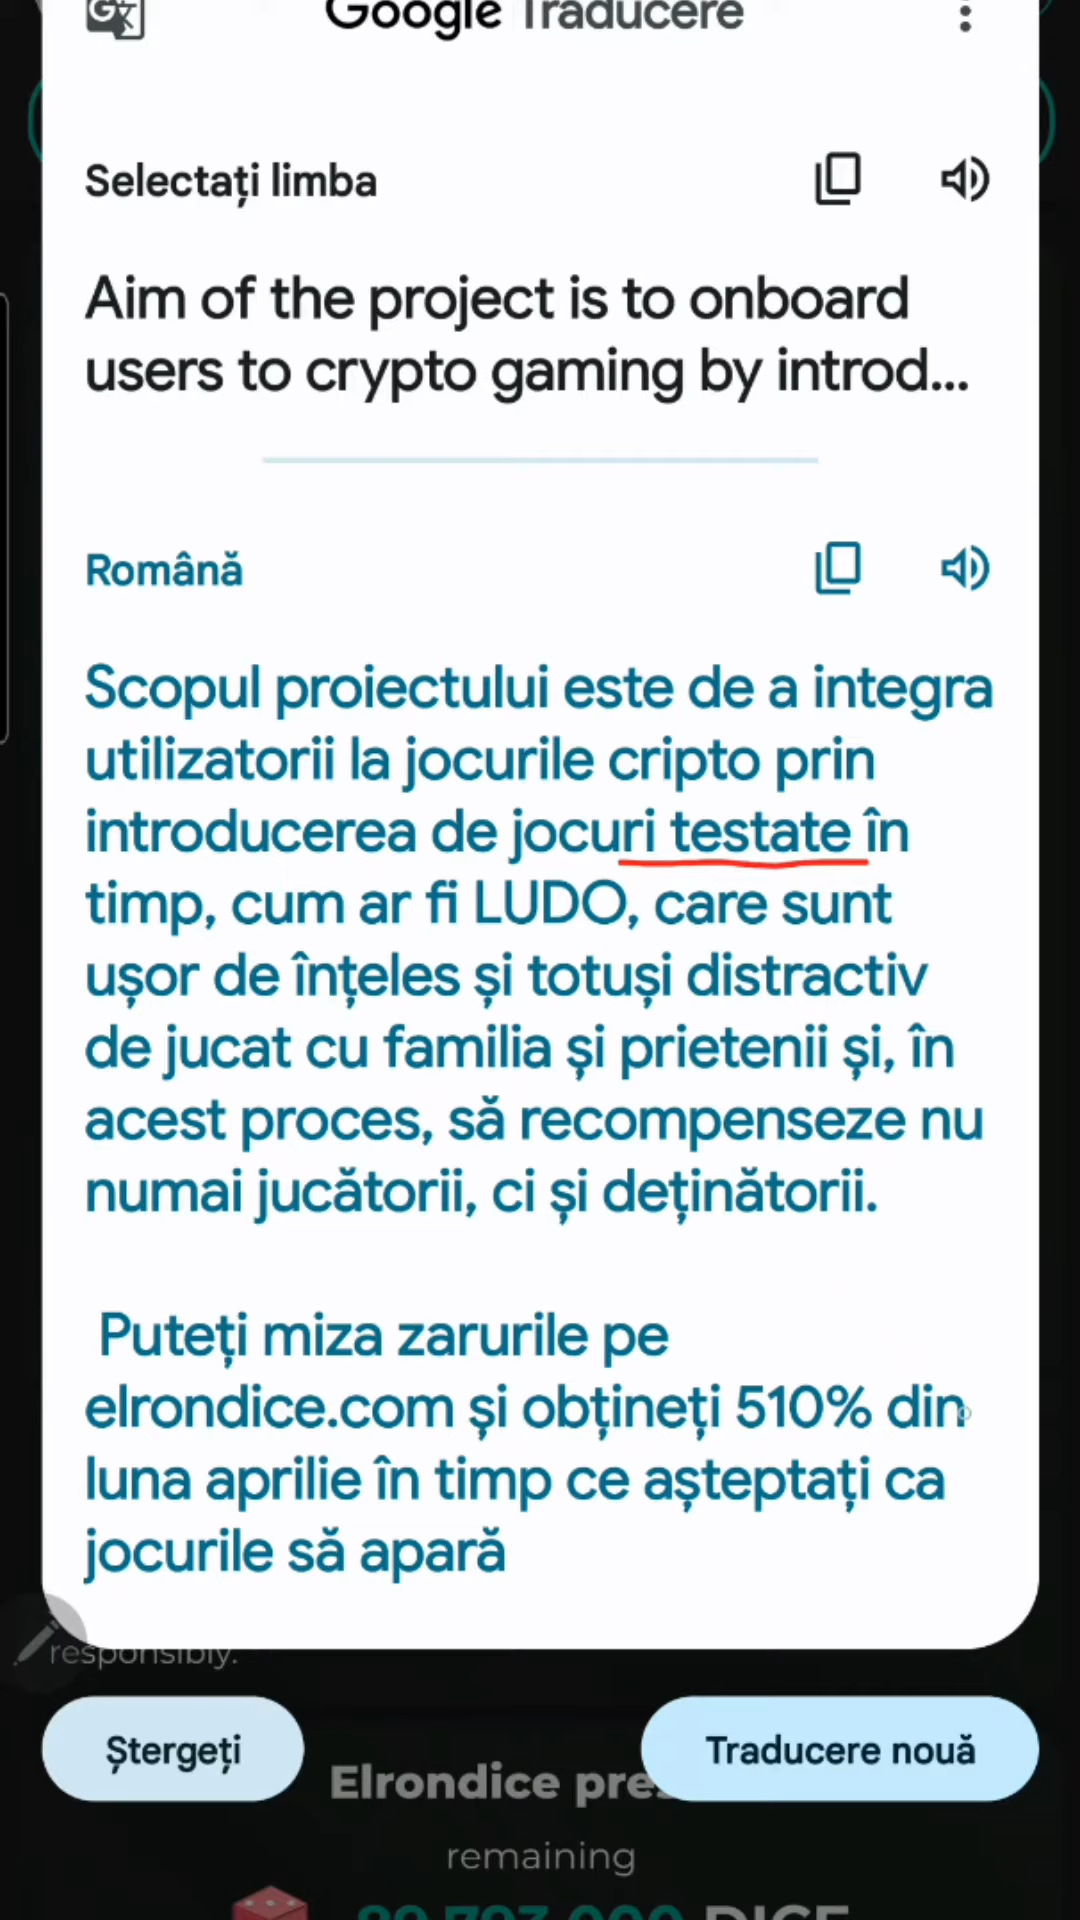 Google Traducere
Selectați limba
Aim of the project is to onboard
users to crypto gaming by introd...
Română
Scopul proiectului este de a integra
utilizatorii la jocurile cripto prin
introducerea de jocuri testate în
timp, cum ar fi LUDO, care sunt
ușor de înțeles și totuși distractiv
de jucat cu familia și prietenii și, în
acest proces, să recompenseze nu
numai jucătorii, ci și deținătorii.
Puteți miza zarurile pe
elrondice.com și obțineți 510% din
luna aprilie în timp ce așteptați ca
jocurile să apară
responsibly.
Ștergeți
Traducere nouă
Elrondice
remaining
DICE